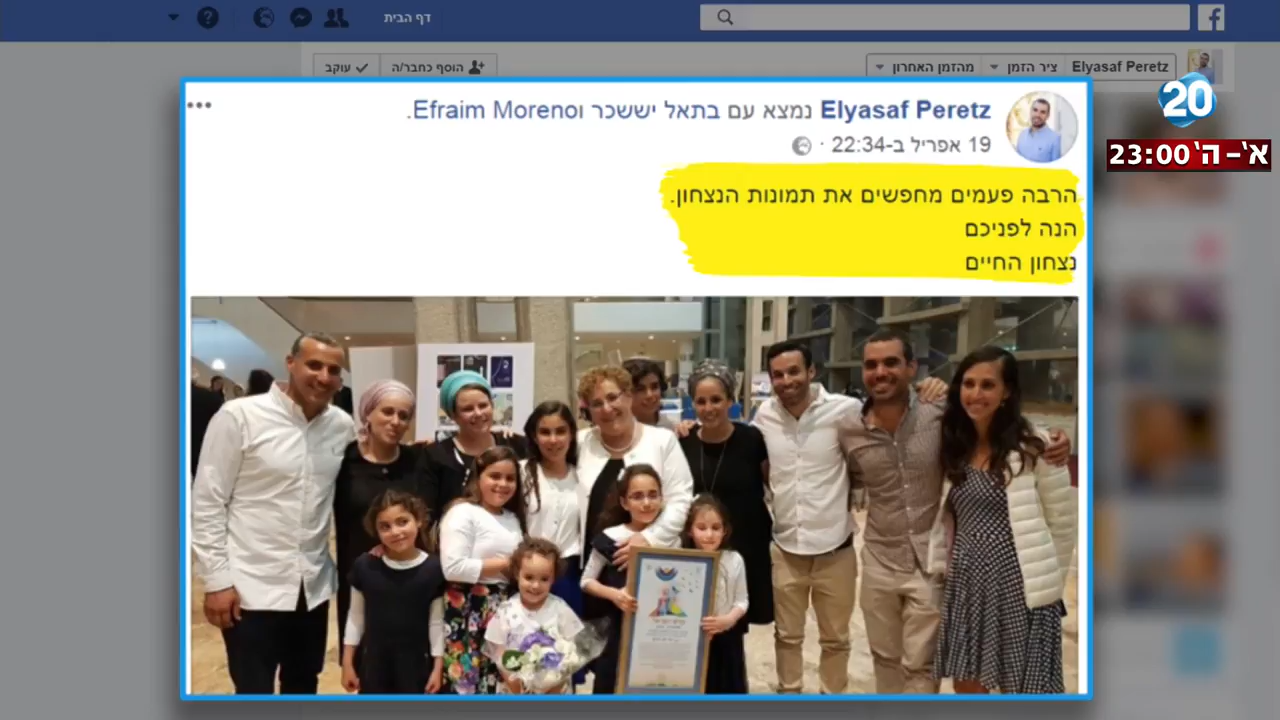 דף הבית
Elyasaf Peretz ציר הזמן מהזמן האחרון
הוסף כחבר/ה עוקב
20
א'-ה' 23:00
Elyasaf Peretz נמצא עם בתאל יששכר וEfraim Moreno.
19 אפריל ב-22:34
הרבה פעמים מחפשים את תמונות הנצחון.
הנה לפניכם
נצחון החיים